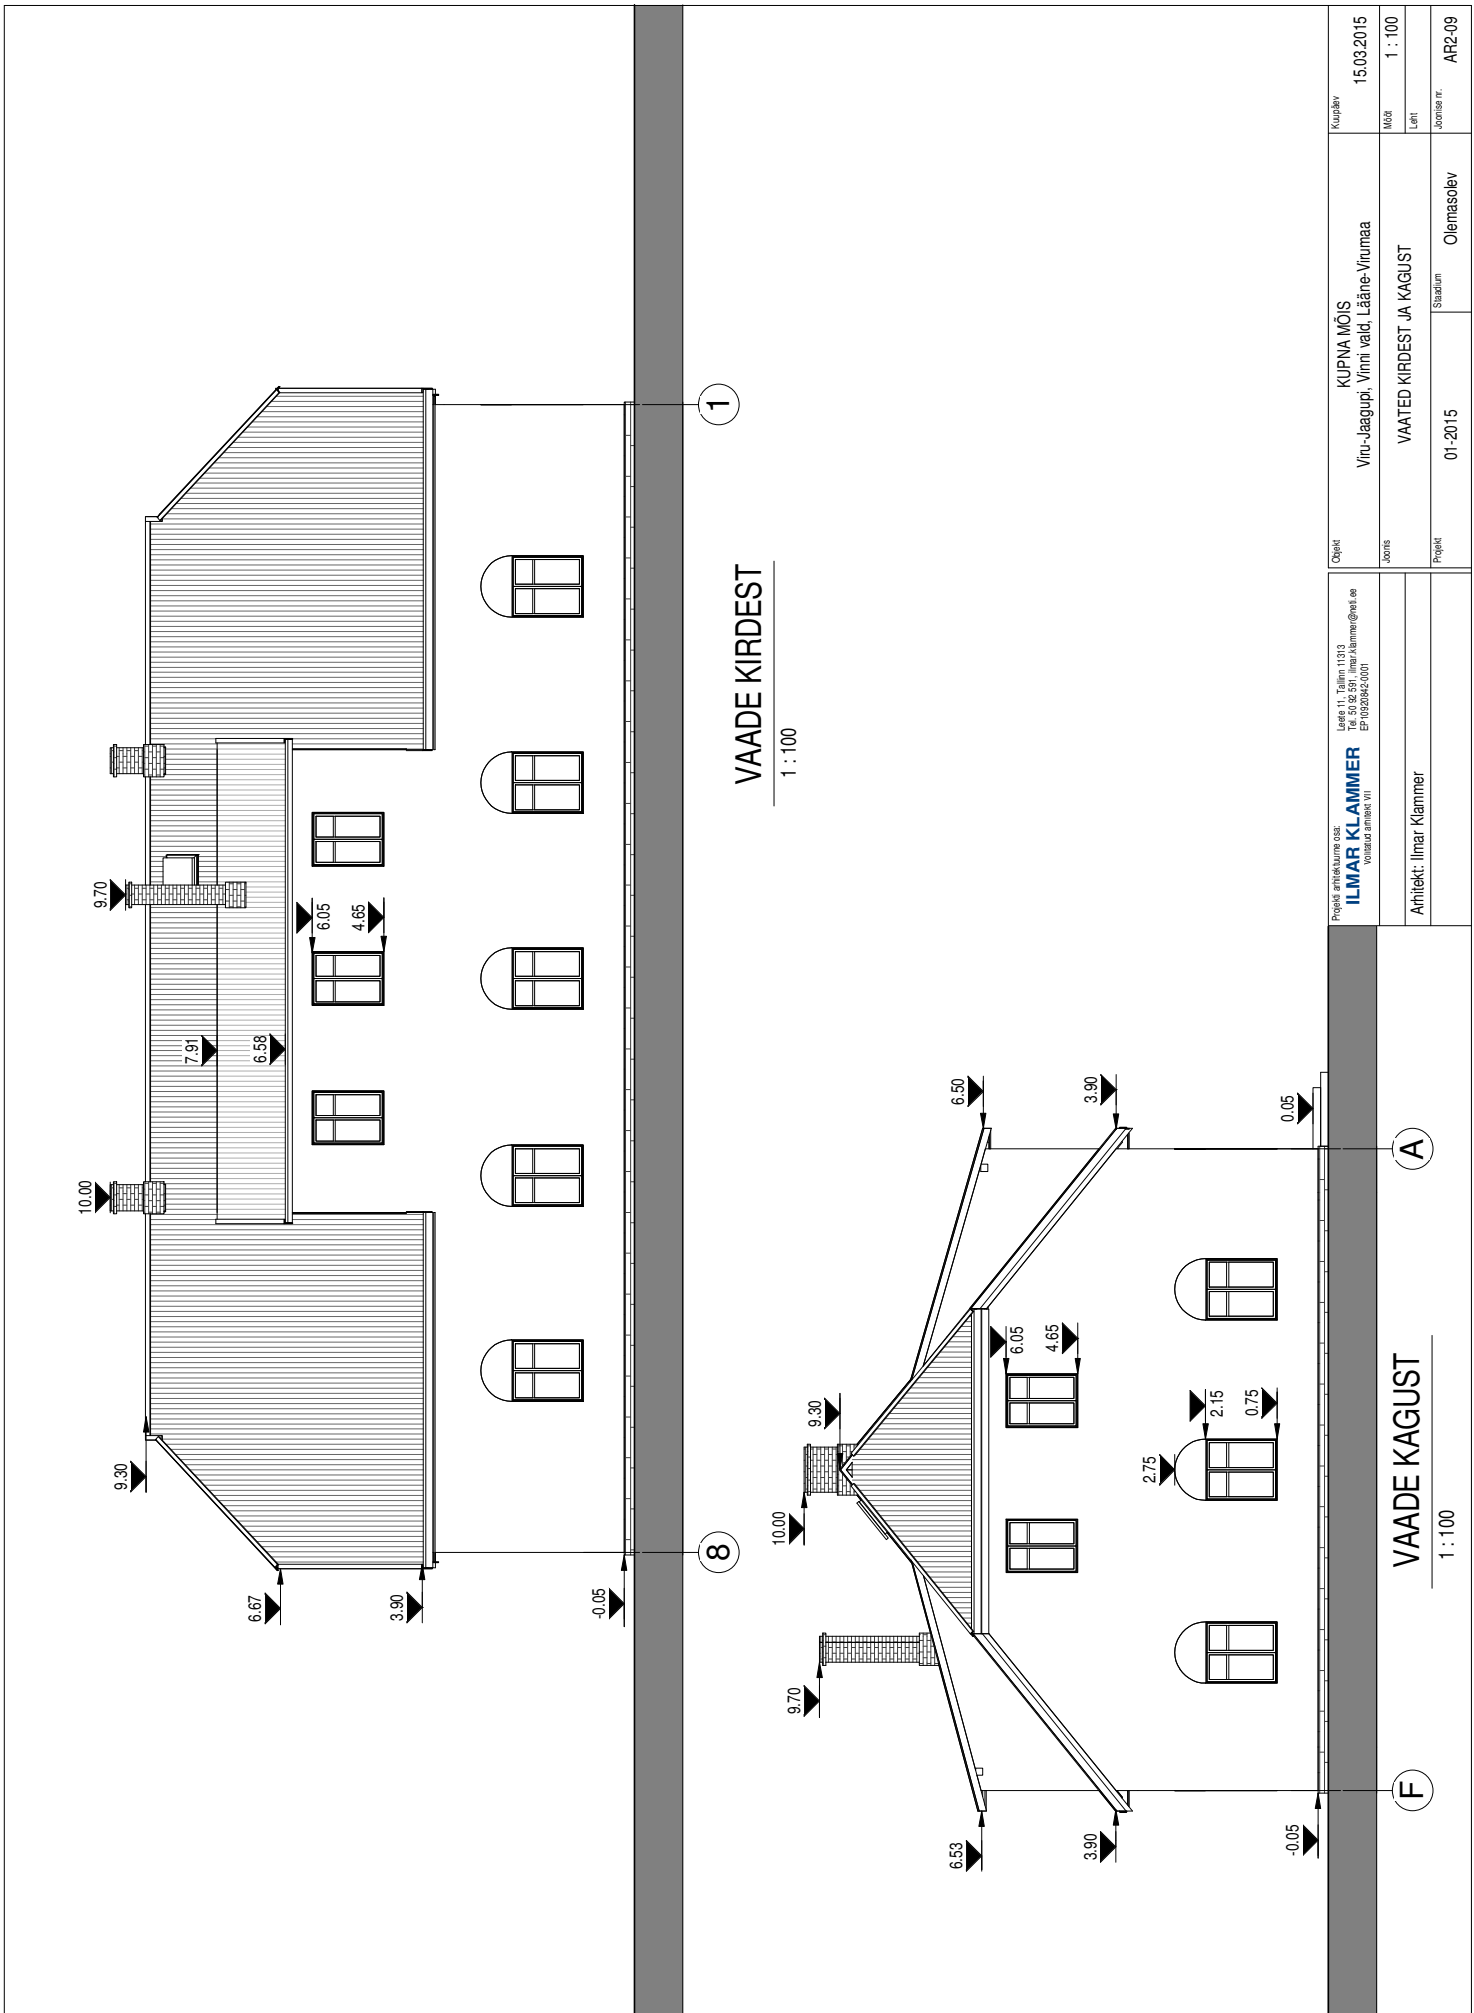 9.30
10.00
9.70
7.91
6.58
6.05
4.65
6.67
3.90
-0.05
8
1
VAADE KIRDEST
1 : 100
10.00
9.30
9.70
6.53
6.50
3.90
3.90
6.05
4.65
2.75
2.15
0.75
-0.05
0.05
F
A
VAADE KAGUST
1 : 100
Projekti arhitektuurne osa:
ILMAR KLAMMER
Volitatud arhitekt VII
Leete 11, Tallinn 11313
Tel. 50 92 591, ilmar.klammer@neti.ee
EP10920842-0001
Arhitekt: Ilmar Klammer
Objekt
KUPNA MÕIS
Viru-Jaagupi, Vinni vald, Lääne-Virumaa
Kuupäev
15.03.2015
Joonis
VAATED KIRDEST JA KAGUST
Mõõt
1 : 100
Leht
Projekt
01-2015
Staadium
Olemasolev
Joonise nr.
AR2-09